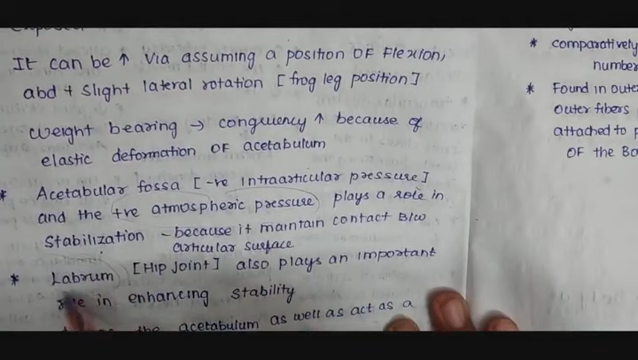 It can be ↑ via assuming a position of Flexion,
abd + slight lateral rotation [frog leg position]
weight bearing → congruency ↑ because of
elastic deformation OF acetabulum
* Acetabular fossa [-ve intraarticular pressure]
and the +ve atmospheric pressure plays a role in
stabilization - because it maintain contact B/w
articular surface
* Labrum [Hip Joint] also plays an important
in enhancing stability
the acetabulum as well as act as a
* comparatively
number
* Found in oute
outer fibers
attached to p
OF the Bo